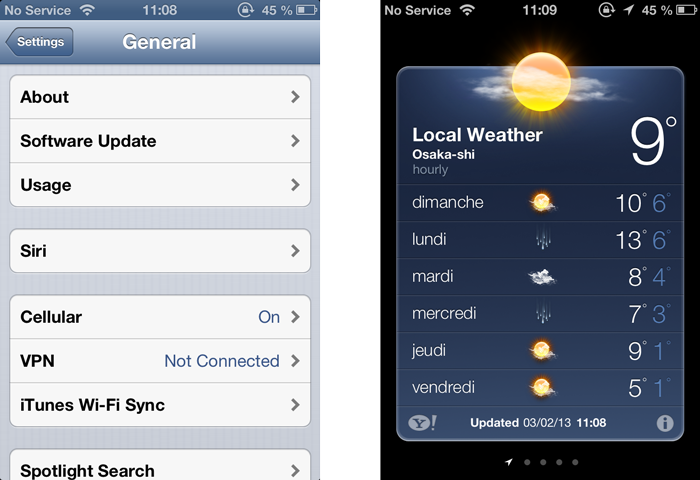 No Service 11:08 45 %
Settings General
About
Software Update
Usage
Siri
Cellular On
VPN Not Connected
iTunes Wi-Fi Sync
Spotlight Search
No Service 11:09 45 %
Local Weather
Osaka-shi
hourly
9°
dimanche 10° 6°
lundi 13° 6°
mardi 8° 4°
mercredi 7° 3°
jeudi 9° 1°
vendredi 5° 1°
Y! Updated 03/02/13 11:08